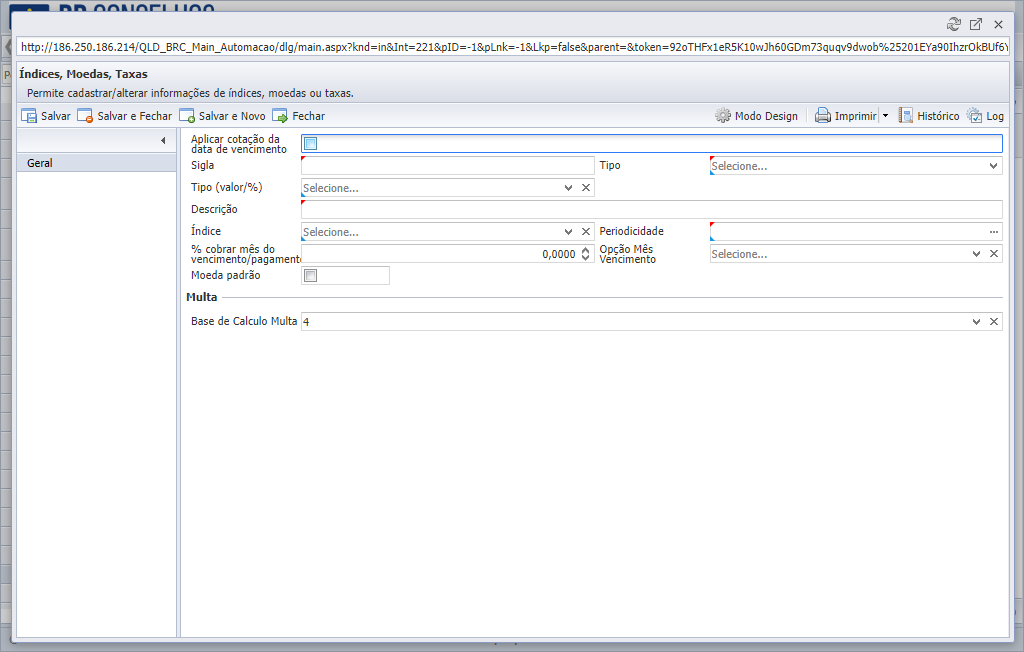 http://186.250.186.214/QLD_BRC_Main_Automacao/dlg/main.aspx?knd=in&Int=221&pID=-1&pLnk=-1&Lkp=false&parent=&token=92oTHFx1eR5K10wJh60GDm73quqv9dwob%25201EYa90IhzrOkBUf6Y
Índices, Moedas, Taxas
Permite cadastrar/alterar informações de índices, moedas ou taxas.
Salvar Salvar e Fechar Salvar e Novo Fechar Modo Design Imprimir Histórico Log
Geral
Aplicar cotação da
data de vencimento
Sigla Tipo Selecione...
Tipo (valor/%) Selecione...
Descrição
Índice Selecione... Periodicidade ...
% cobrar mês do
vencimento/pagament 0,0000
Opção Mês
Vencimento Selecione...
Moeda padrão
Multa
Base de Calculo Multa 4